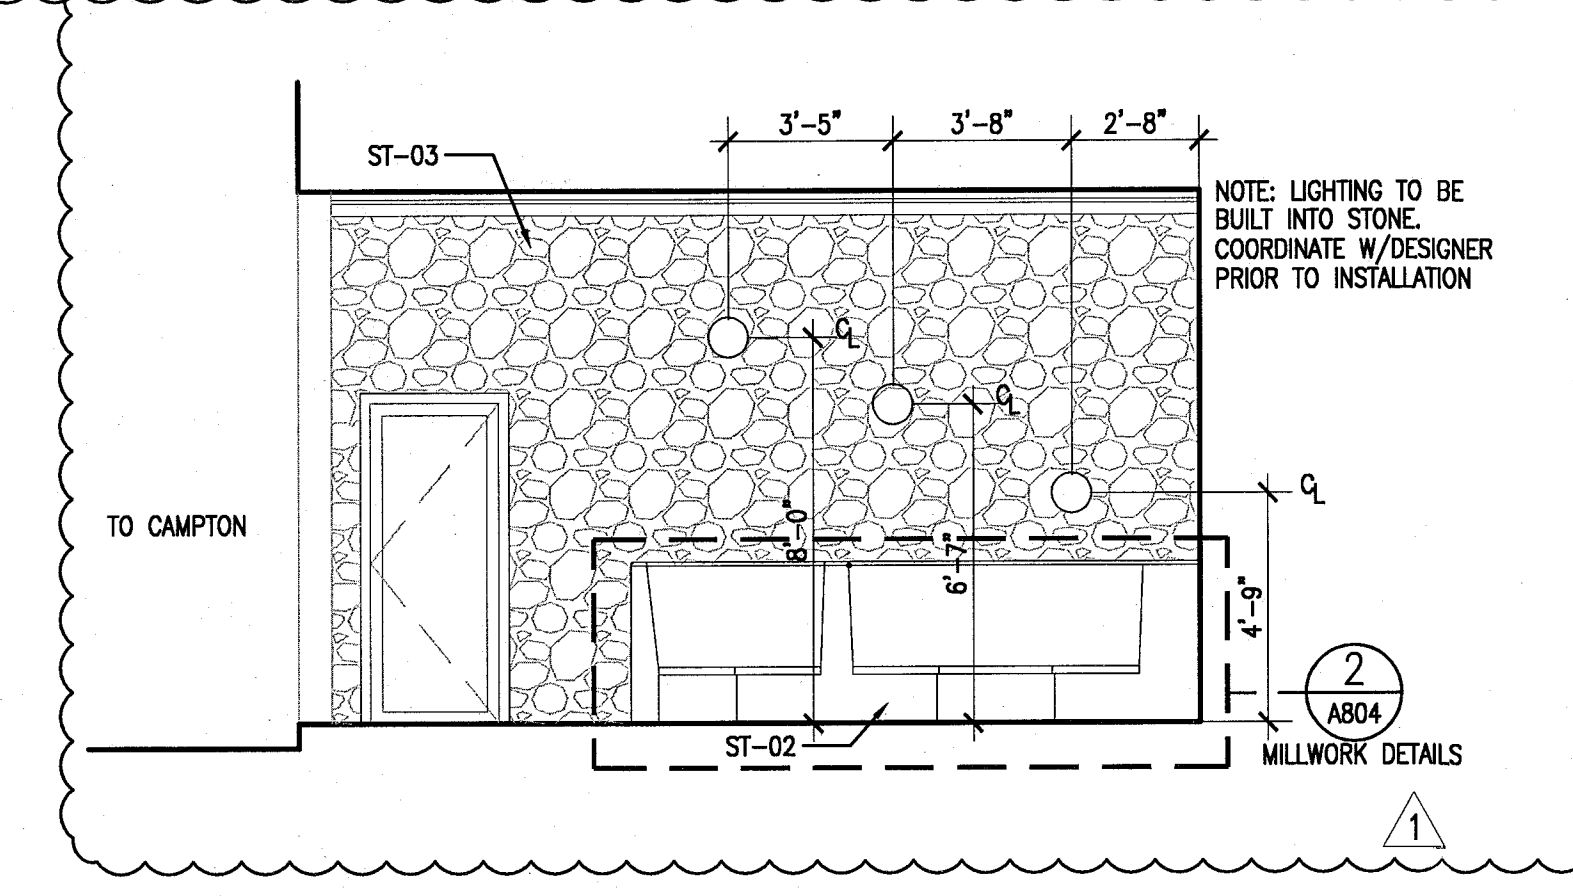 3'-5"
3'-8"
2'-8"
ST-03
NOTE: LIGHTING TO BE
BUILT INTO STONE.
COORDINATE W/DESIGNER
PRIOR TO INSTALLATION
CL
CL
CL
8'-0"
6'-7"
4'-9"
TO CAMPTON
2
A804
ST-02
MILLWORK DETAILS
1